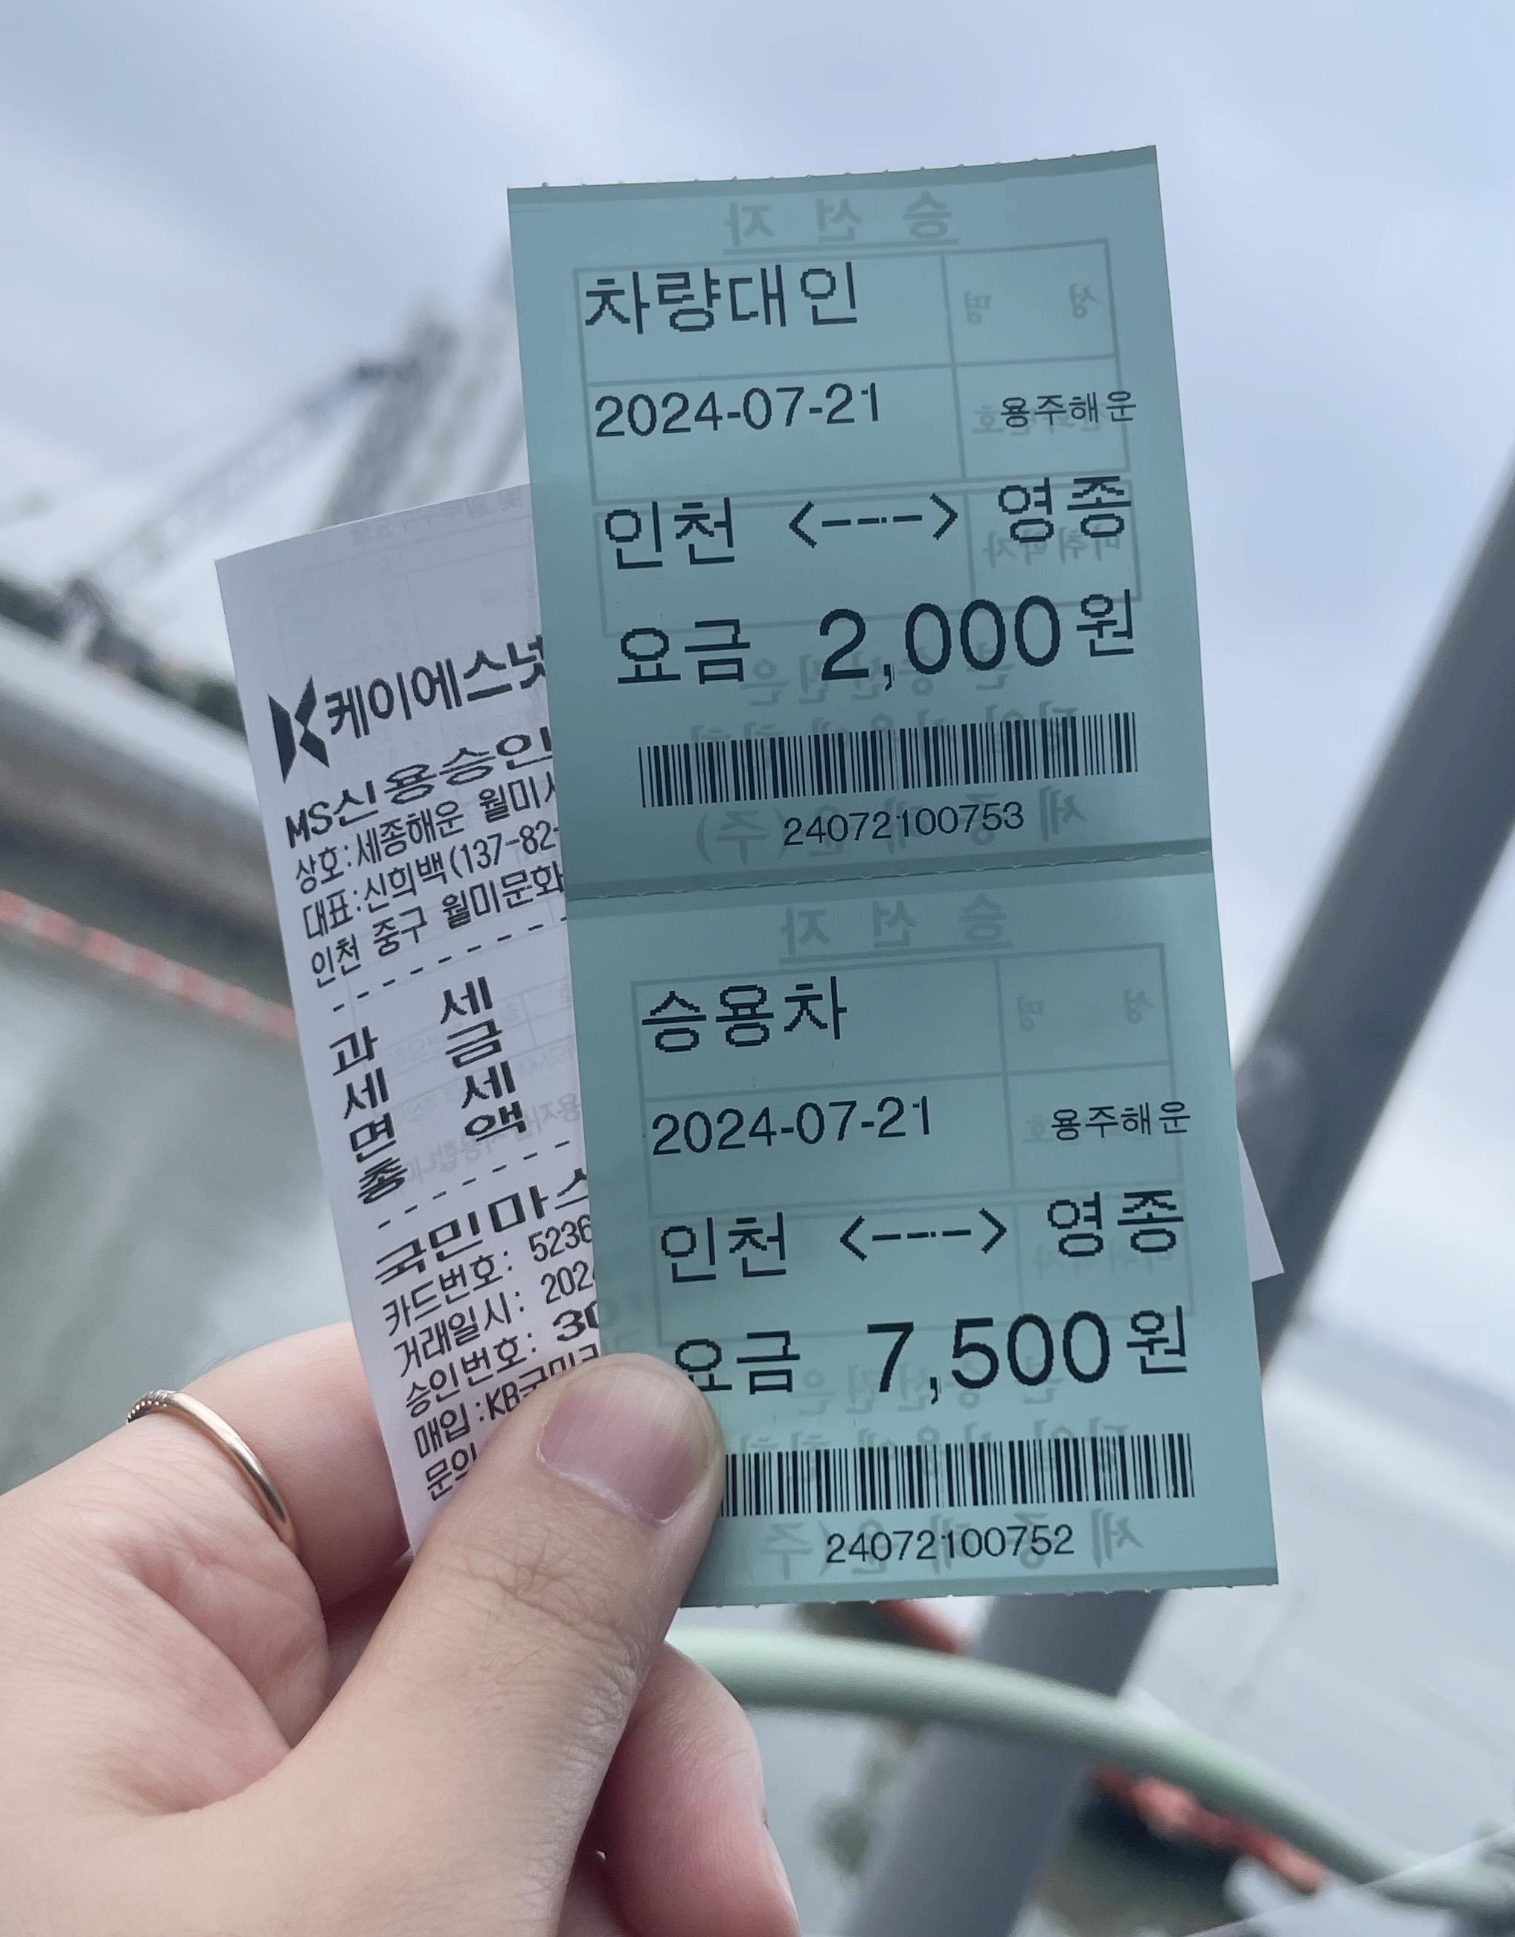 차량대인
2024-07-21 용주해운
인천 <----> 영종
요금 2,000원
24072100753
승용차
2024-07-21 용주해운
인천 <----> 영종
요금 7,500원
24072100752
케이에스넷
MS신용승인
상호:세종해운 월미
대표:신희백(137-82-
인천 중구 월미문화
과 세
세 금
면 세
총 액
국민마스
카드번호: 5236
거래일시: 202
승인번호: 30
매입:KB국민
문의